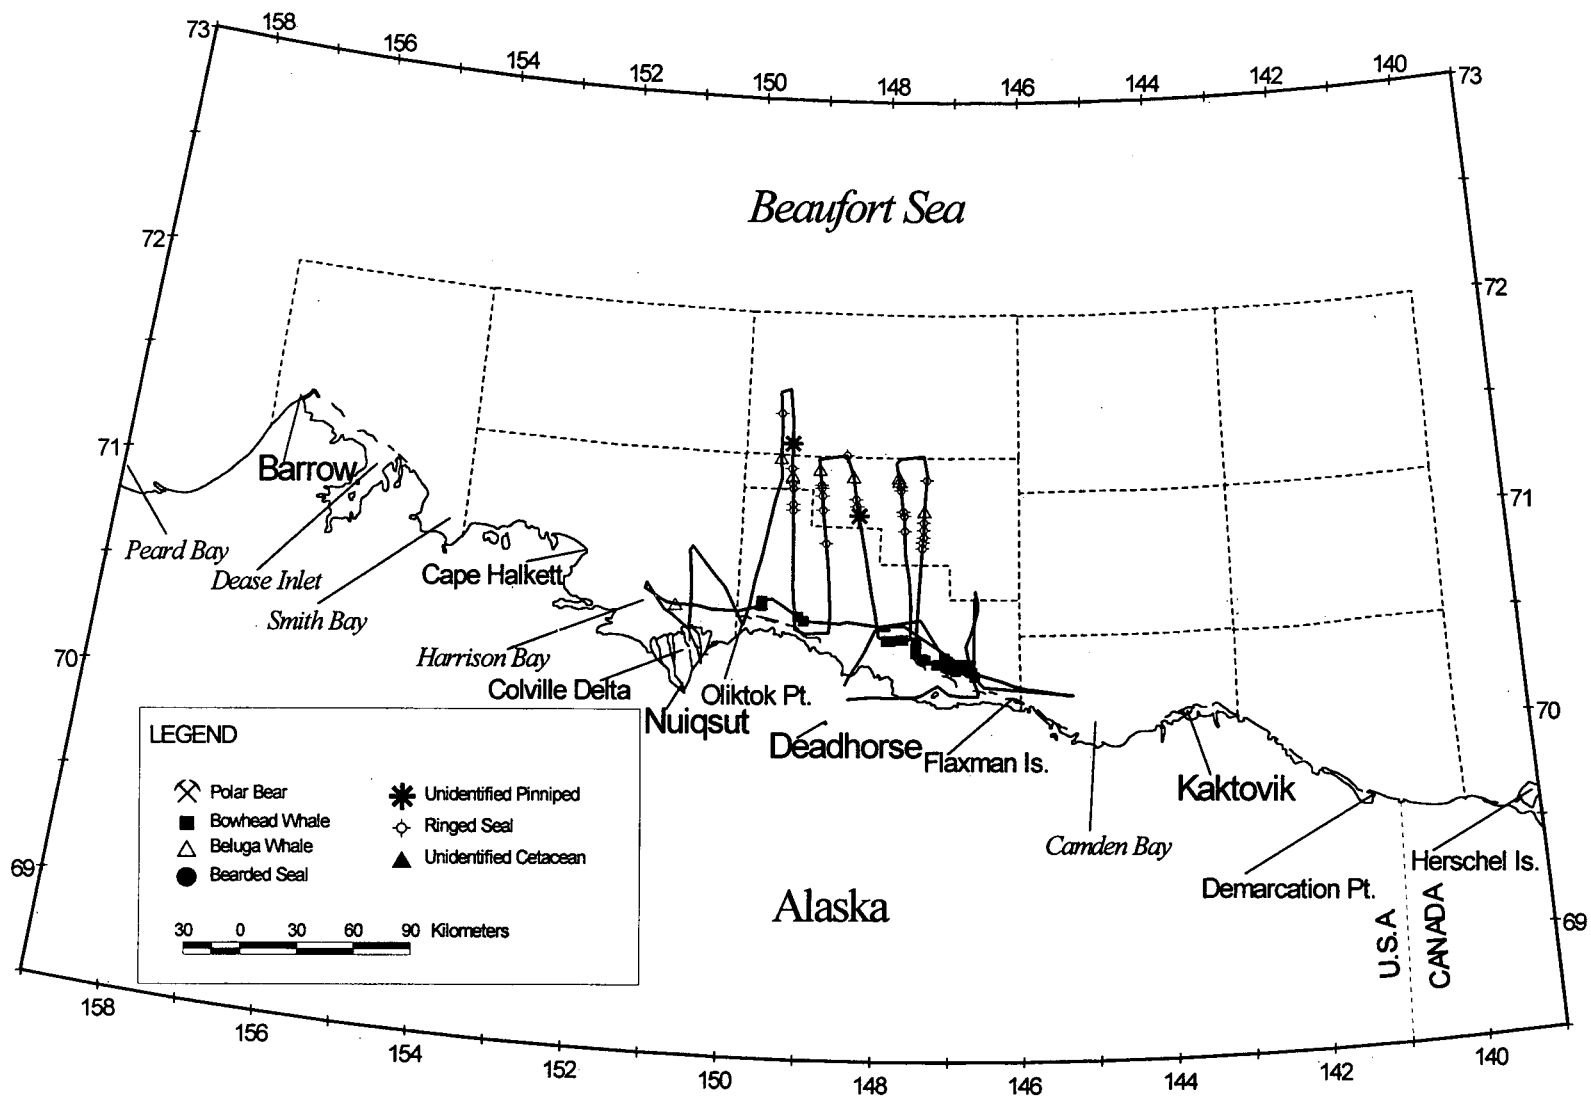 158 156 154 152 150 148 146 144 142 140
73 73
Beaufort Sea
72 72
71 71
Barrow
Peard Bay
Dease Inlet
Smith Bay
Cape Halkett
Harrison Bay
Colville Delta
Oliktok Pt.
Nuiqsut
Deadhorse
Flaxman Is.
Kaktovik
Camden Bay
Demarcation Pt.
Herschel Is.
70 70
LEGEND
Polar Bear
Bowhead Whale
Beluga Whale
Bearded Seal
Unidentified Pinniped
Ringed Seal
Unidentified Cetacean
30 0 30 60 90 Kilometers
Alaska
U.S.A
CANADA
69 69
158 156 154 152 150 148 146 144 142 140